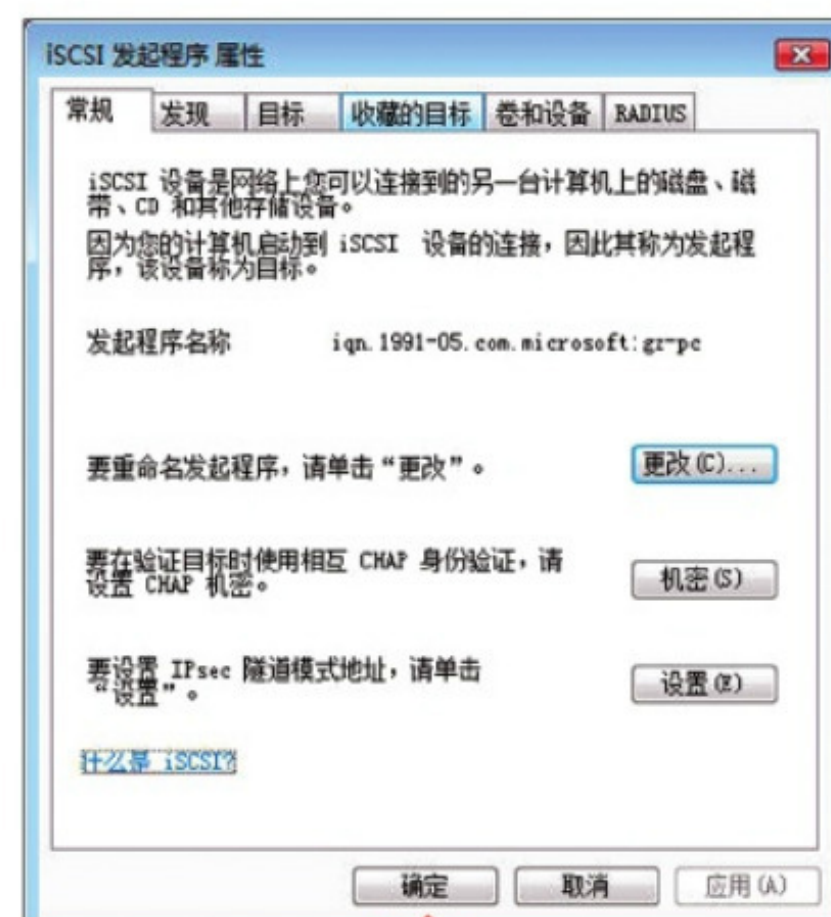 iSCSI 发起程序 属性
常规 发现 目标 收藏的目标 卷和设备 RADIUS
iSCSI 设备是网络上您可以连接到的另一台计算机上的磁盘、磁
带、CD 和其他存储设备。
因为您的计算机启动到 iSCSI 设备的连接，因此其称为发起程
序，该设备称为目标。
发起程序名称 iqn.1991-05.com.microsoft:gz-pc
要重命名发起程序，请单击“更改”。 更改(C)...
要在验证目标时使用相互 CHAP 身份验证，请
设置 CHAP 机密。 机密(S)
要设置 IPsec 隧道模式地址，请单击
“设置”。 设置(E)
什么是 iSCSI?
确定 取消 应用(A)